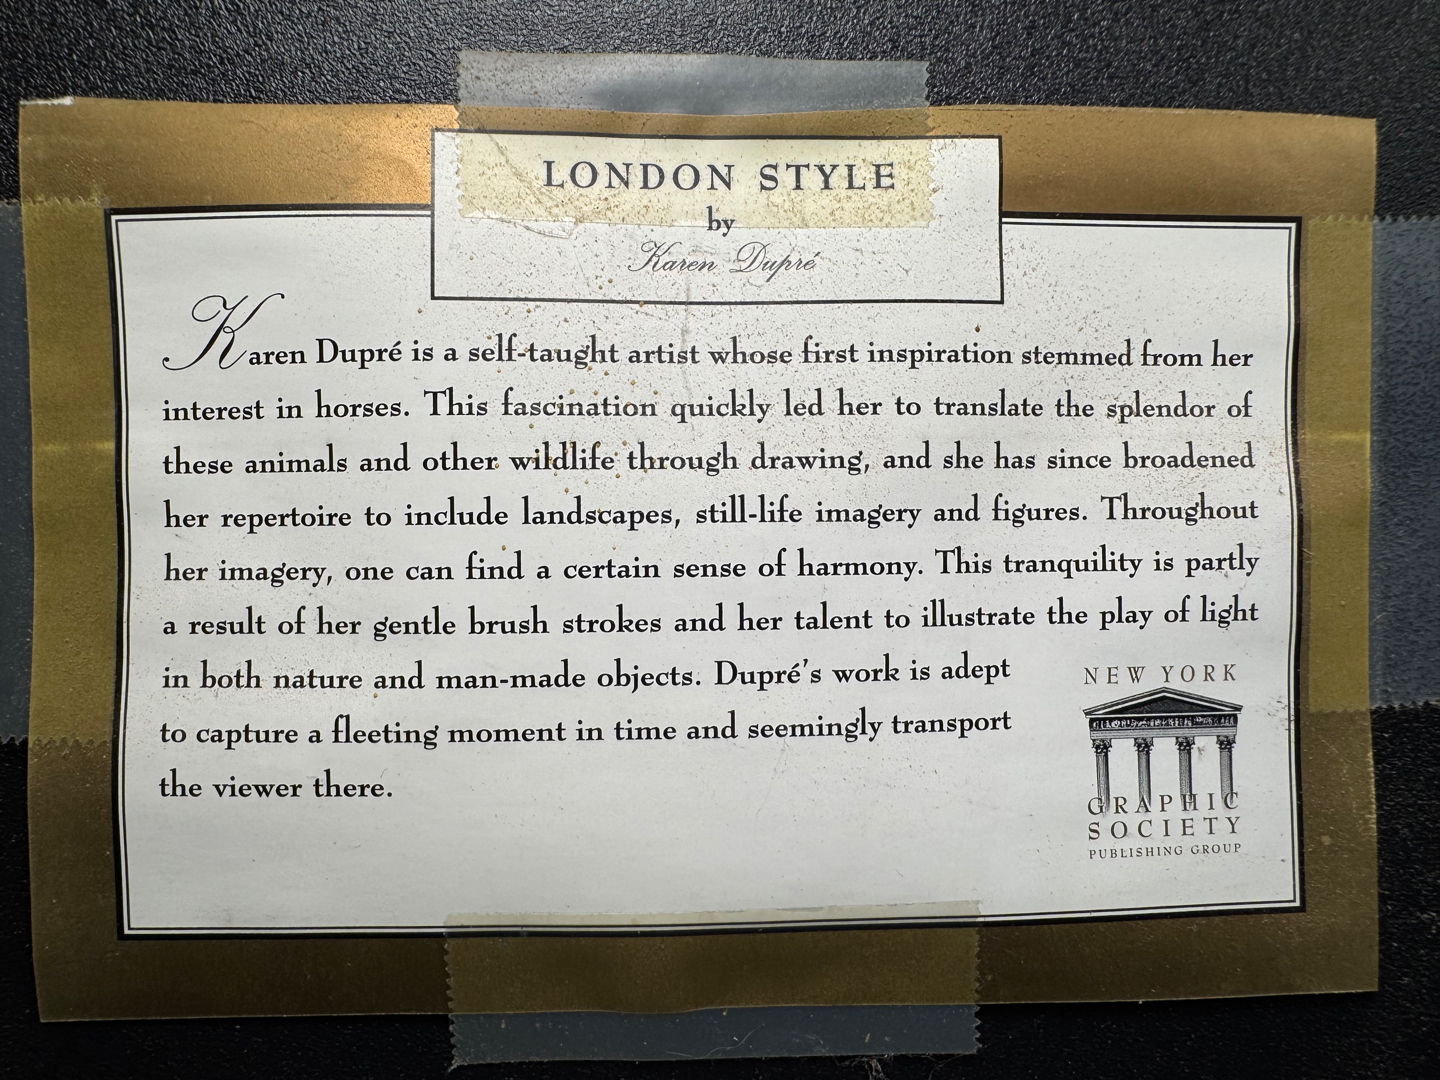 LONDON STYLE
by
Karen Dupré
Karen Dupré is a self-taught artist whose first inspiration stemmed from her
interest in horses. This fascination quickly led her to translate the splendor of
these animals and other wildlife through drawing, and she has since broadened
her repertoire to include landscapes, still-life imagery and figures. Throughout
her imagery, one can find a certain sense of harmony. This tranquility is partly
a result of her gentle brush strokes and her talent to illustrate the play of light
in both nature and man-made objects. Dupré's work is adept
to capture a fleeting moment in time and seemingly transport
the viewer there.
NEW YORK
GRAPHIC
SOCIETY
PUBLISHING GROUP